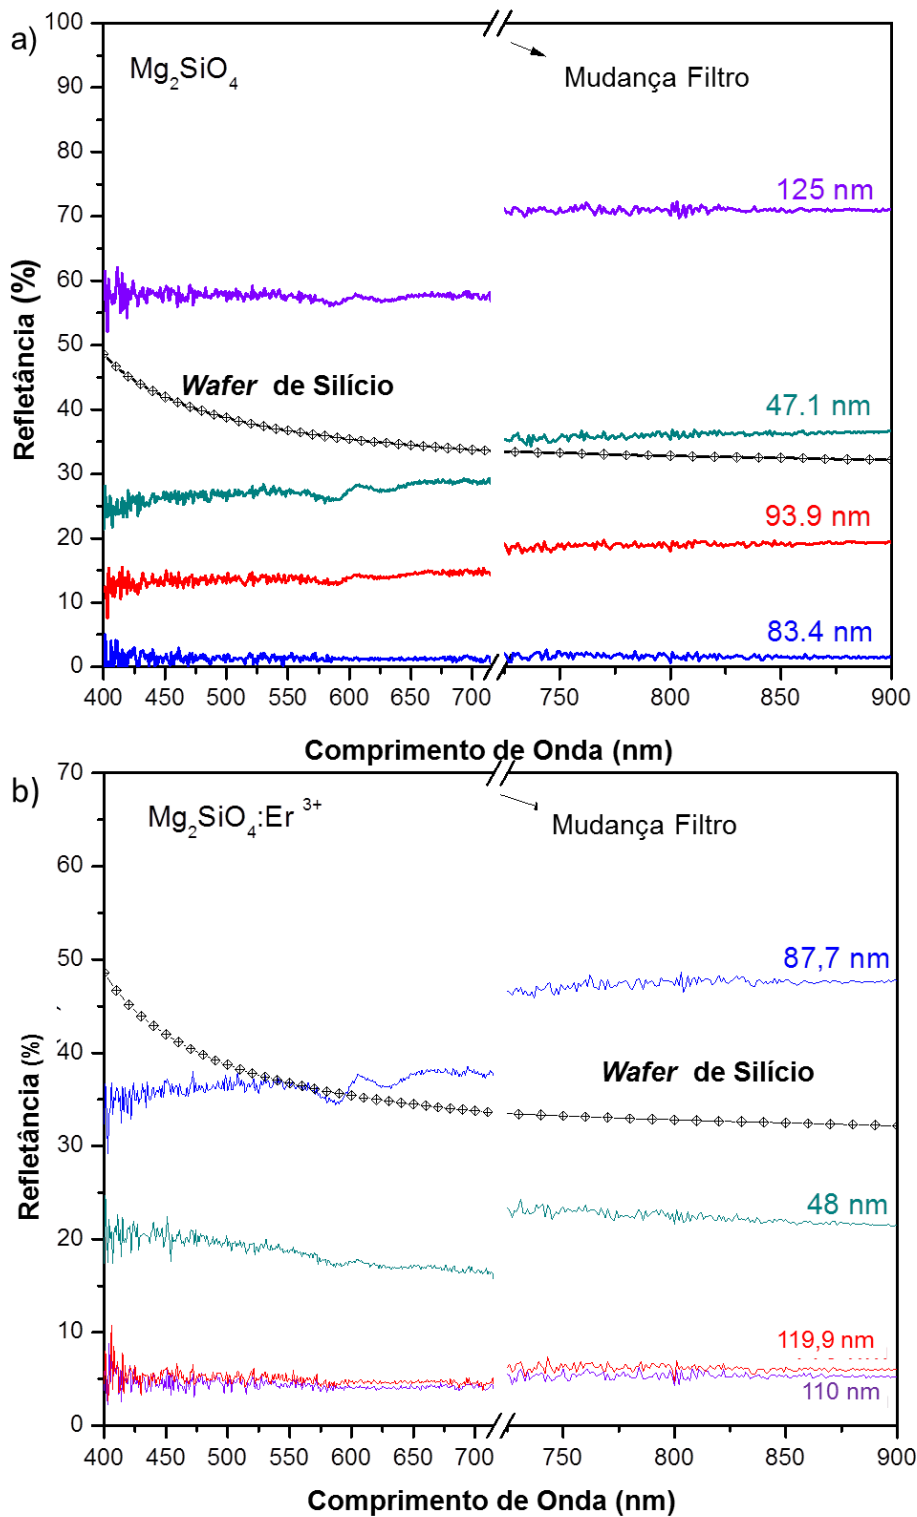 a)
Mg₂SiO₄
Mudança Filtro
100
90
80
70
60
50
40
30
20
10
0
Refletância (%)
125 nm
Wafer de Silício
47.1 nm
93.9 nm
83.4 nm
400 450 500 550 600 650 700 750 800 850 900
Comprimento de Onda (nm)
b)
Mg₂SiO₄:Er ³⁺
Mudança Filtro
70
60
50
40
30
20
10
0
Refletância (%)
87,7 nm
Wafer de Silício
48 nm
119,9 nm
110 nm
400 450 500 550 600 650 700 750 800 850 900
Comprimento de Onda (nm)